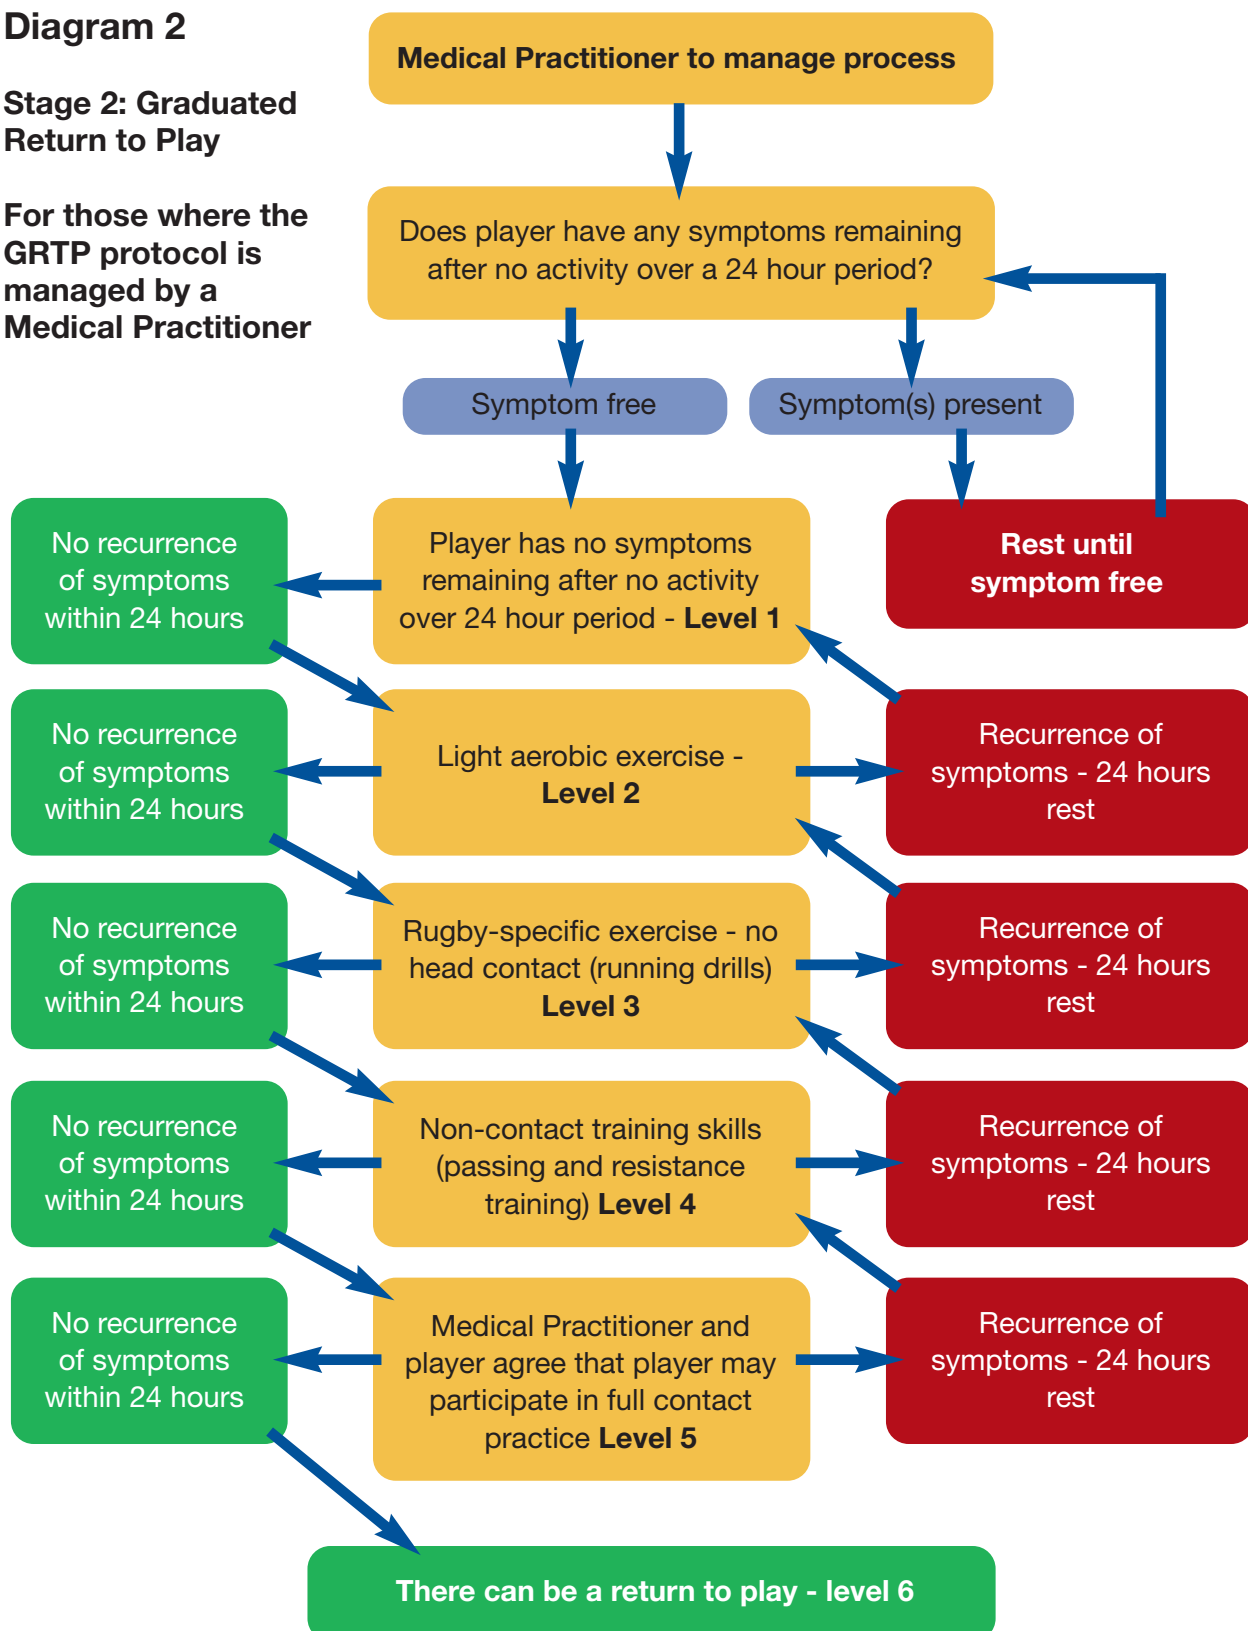 Diagram 2
Stage 2: Graduated
Return to Play
For those where the
GRTP protocol is
managed by a
Medical Practitioner
Medical Practitioner to manage process
Does player have any symptoms remaining
after no activity over a 24 hour period?
Symptom free
Symptom(s) present
No recurrence
of symptoms
within 24 hours
Player has no symptoms
remaining after no activity
over 24 hour period - Level 1
Rest until
symptom free
No recurrence
of symptoms
within 24 hours
Light aerobic exercise -
Level 2
Recurrence of
symptoms - 24 hours
rest
No recurrence
of symptoms
within 24 hours
Rugby-specific exercise - no
head contact (running drills)
Level 3
Recurrence of
symptoms - 24 hours
rest
No recurrence
of symptoms
within 24 hours
Non-contact training skills
(passing and resistance
training) Level 4
Recurrence of
symptoms - 24 hours
rest
No recurrence
of symptoms
within 24 hours
Medical Practitioner and
player agree that player may
participate in full contact
practice Level 5
Recurrence of
symptoms - 24 hours
rest
There can be a return to play - level 6